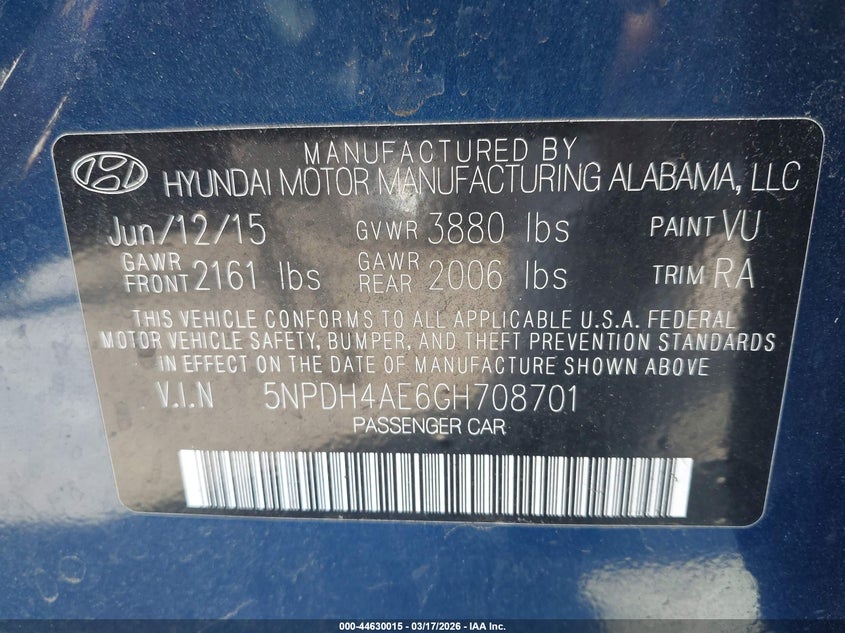 MANUFACTURED BY
HYUNDAI MOTOR MANUFACTURING ALABAMA, LLC
Jun/12/15 GVWR 3880 lbs PAINT VU
GAWR FRONT 2161 lbs GAWR REAR 2006 lbs TRIM RA
THIS VEHICLE CONFORMS TO ALL APPLICABLE U.S.A. FEDERAL
MOTOR VEHICLE SAFETY, BUMPER, AND THEFT PREVENTION STANDARDS
IN EFFECT ON THE DATE OF MANUFACTURE SHOWN ABOVE
V.I.N 5NPDH4AE6GH708701
PASSENGER CAR
000-44630015 — 03/17/2026 — IAA Inc.